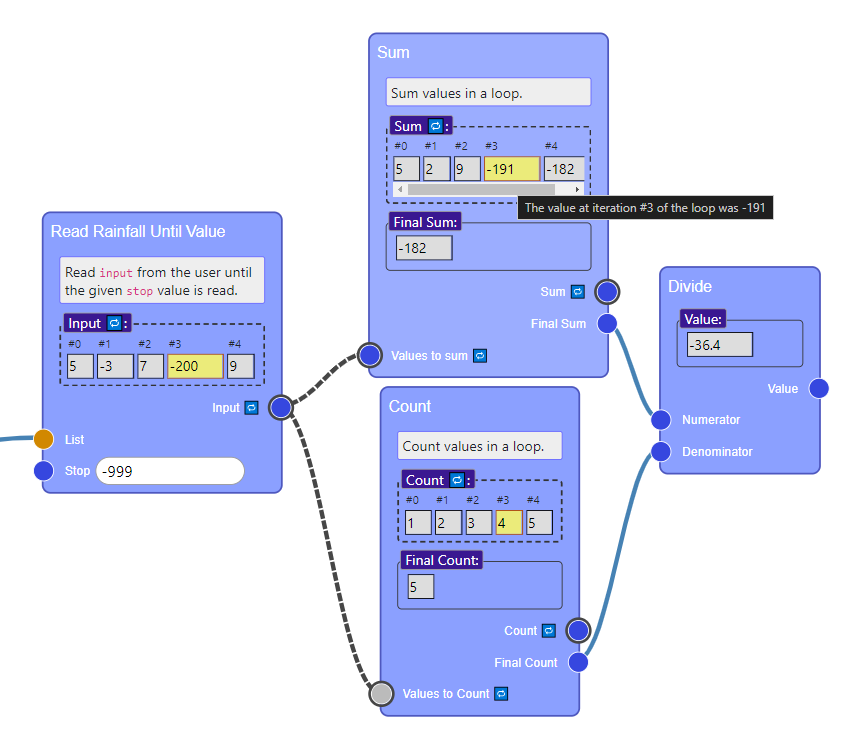 Read Rainfall Until Value
Read input from the user until
the given stop value is read.
Input :
#0 #1 #2 #3 #4
5 -3 7 -200 9
Input
List
Stop -999
Sum
Sum values in a loop.
Sum :
#0 #1 #2 #3 #4
5 2 9 -191 -182
The value at iteration #3 of the loop was -191
Final Sum:
-182
Sum
Final Sum
Values to sum
Count
Count values in a loop.
Count :
#0 #1 #2 #3 #4
1 2 3 4 5
Final Count:
5
Count
Final Count
Values to Count
Divide
Value:
-36.4
Value
Numerator
Denominator